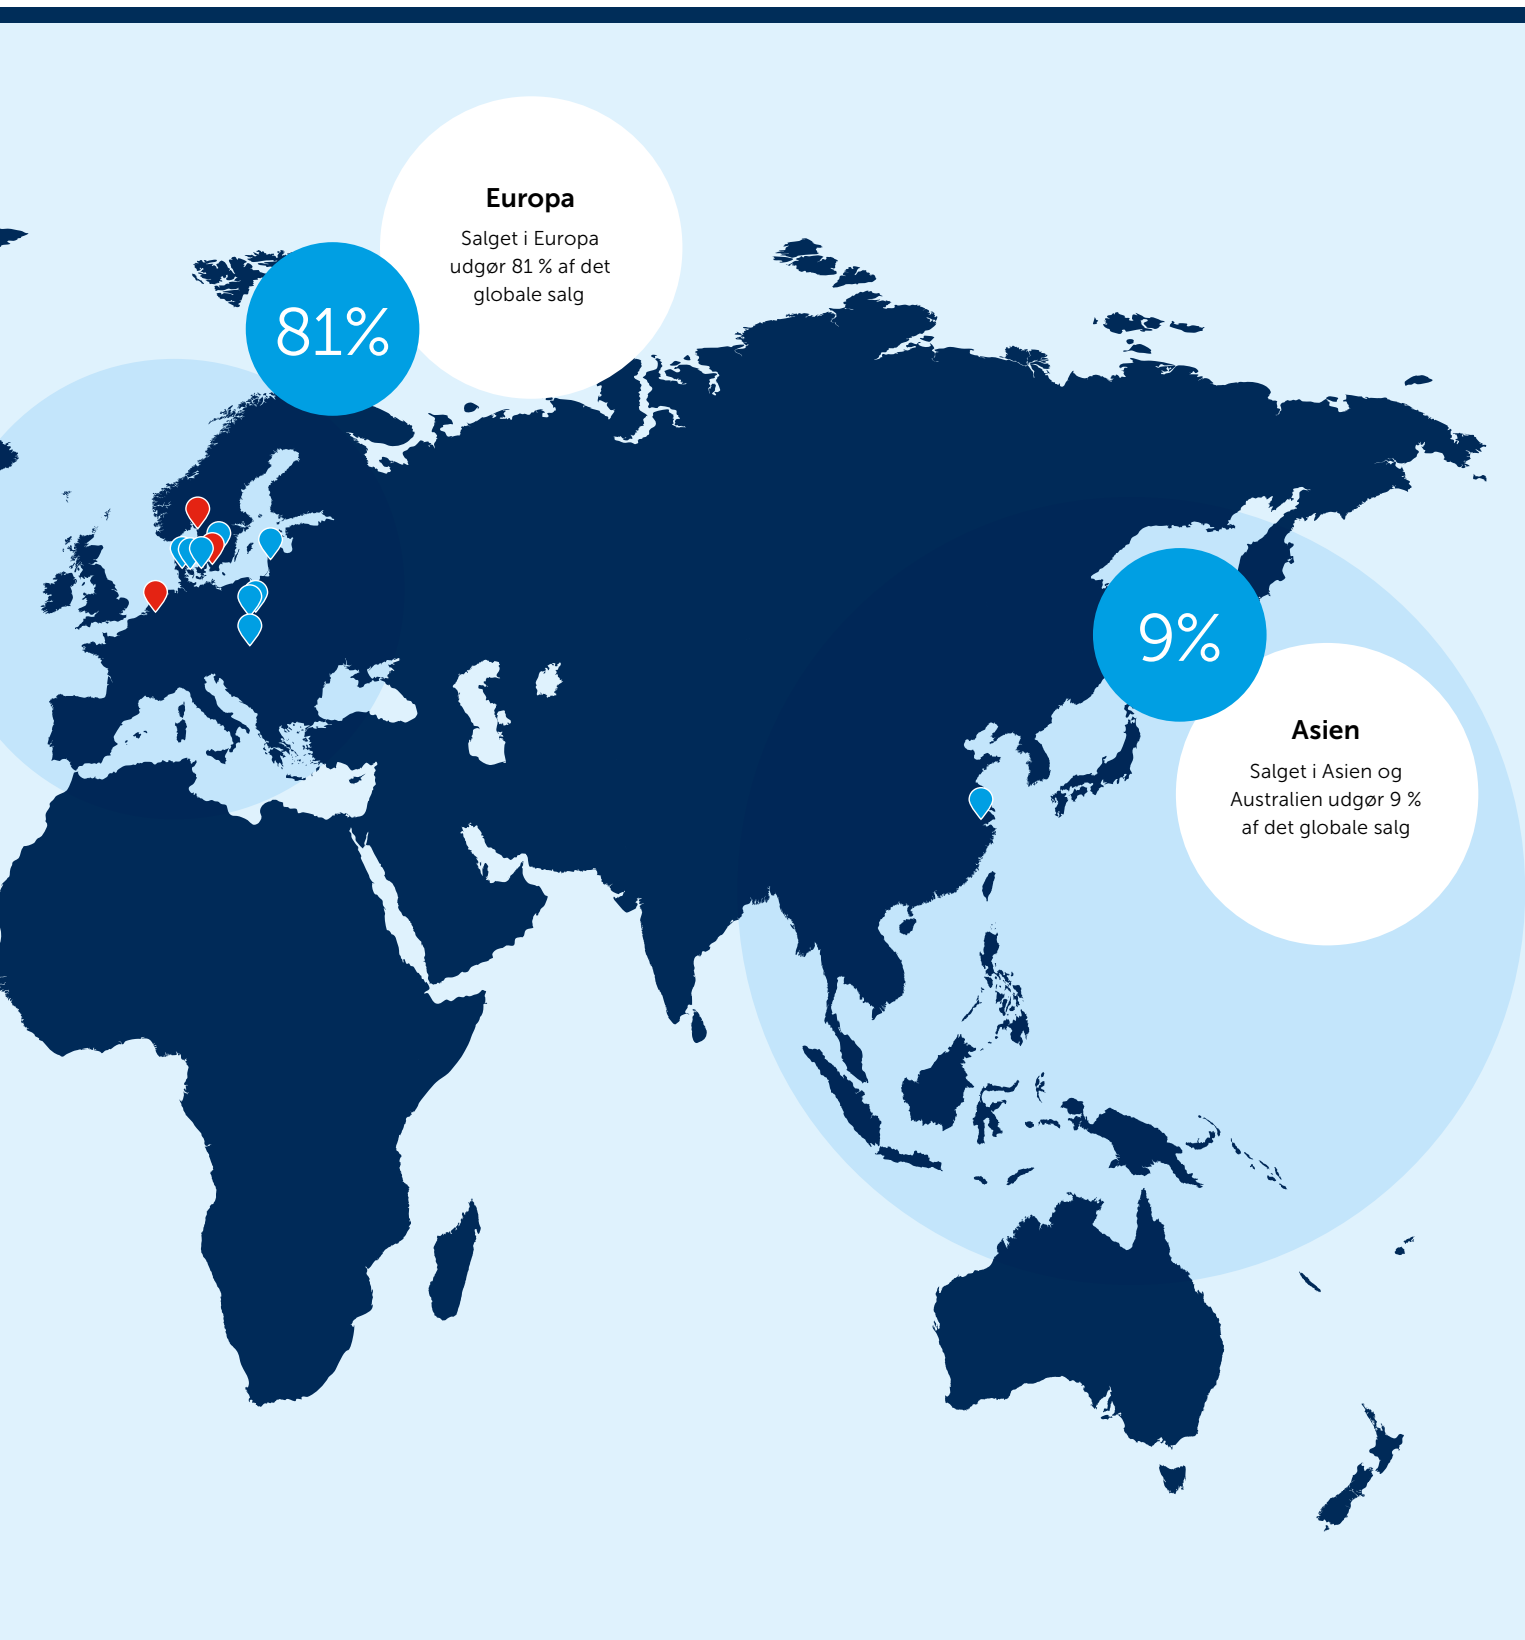 Europa
Salget i Europa
udgør 81 % af det
globale salg
81%
9%
Asien
Salget i Asien og
Australien udgør 9 %
af det globale salg